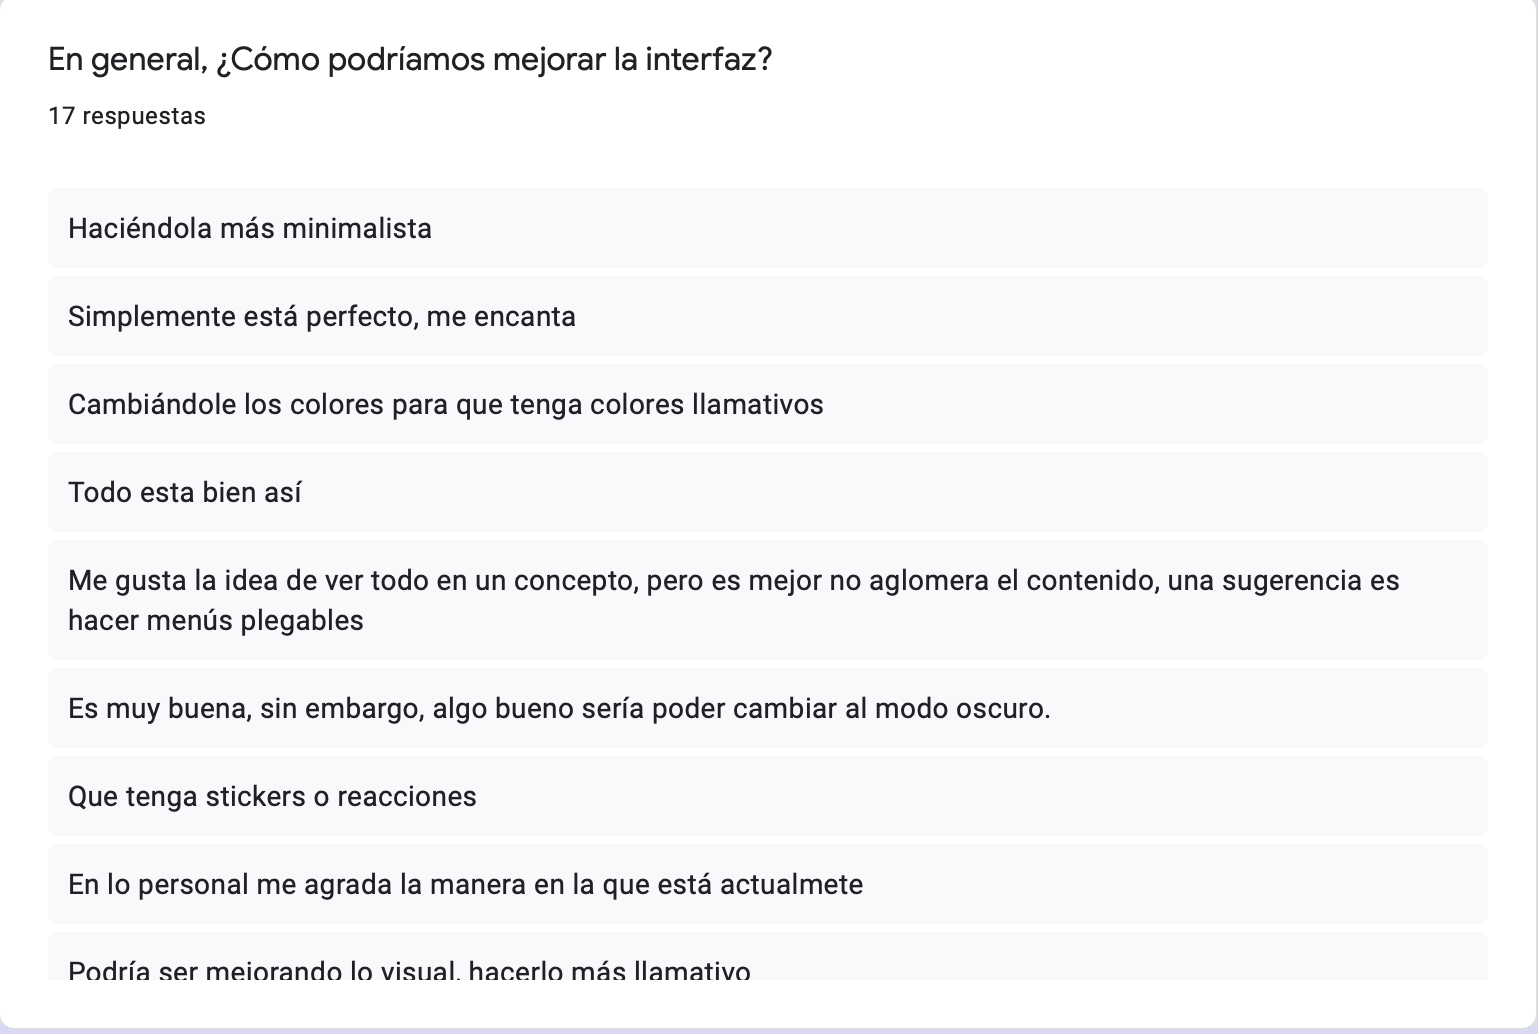 En general, ¿Cómo podríamos mejorar la interfaz?
17 respuestas
Haciéndola más minimalista
Simplemente está perfecto, me encanta
Cambiándole los colores para que tenga colores llamativos
Todo esta bien así
Me gusta la idea de ver todo en un concepto, pero es mejor no aglomera el contenido, una sugerencia es
hacer menús plegables
Es muy buena, sin embargo, algo bueno sería poder cambiar al modo oscuro.
Que tenga stickers o reacciones
En lo personal me agrada la manera en la que está actualmete
Podría ser mejorando lo visual, hacerlo más llamativo